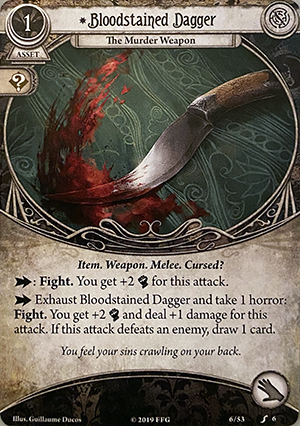 1
*Bloodstained Dagger
ASSET
The Murder Weapon
?
Item. Weapon. Melee. Cursed?
: Fight. You get +2 for this attack.
Exhaust Bloodstained Dagger and take 1 horror:
Fight. You get +2 and deal +1 damage for this
attack. If this attack defeats an enemy, draw 1 card.
You feel your sins crawling on your back.
Illus. Guillaume Ducos © 2019 FFG 6/53 6